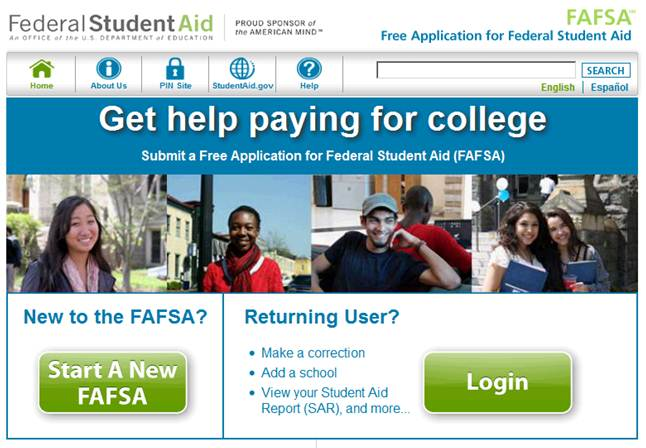 Federal Student Aid
An OFFICE of the U.S. DEPARTMENT of EDUCATION
PROUD SPONSOR of
the AMERICAN MIND™
FAFSA™
Free Application for Federal Student Aid
Home
About Us
PIN Site
StudentAid.gov
Help
SEARCH
English | Español
Get help paying for college
Submit a Free Application for Federal Student Aid (FAFSA)
New to the FAFSA?
Start A New
FAFSA
Returning User?
• Make a correction
• Add a school
• View your Student Aid
Report (SAR), and more...
Login